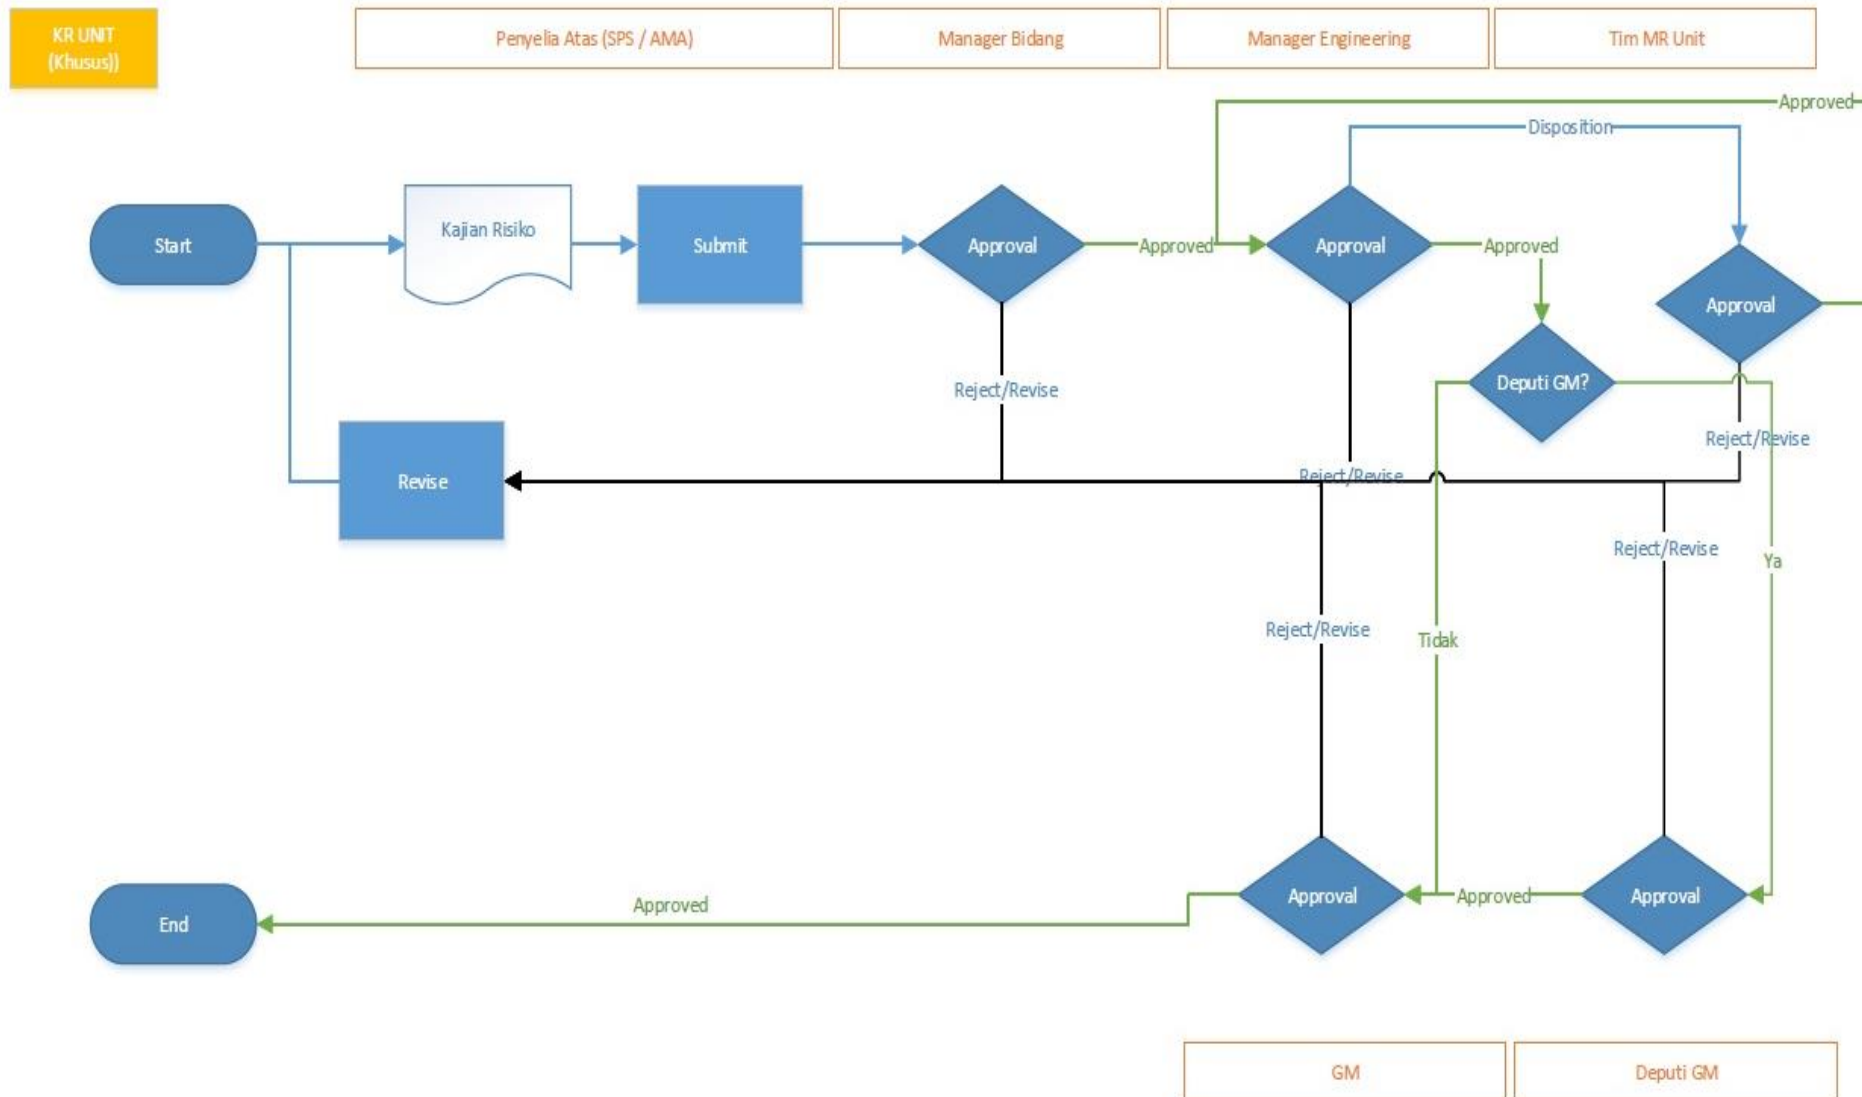 KR UNIT
(Khusus))
Penyelia Atas (SPS / AMA)
Manager Bidang
Manager Engineering
Tim MR Unit
Approved
Disposition
Start
Kajian Risiko
Submit
Approval
Approved
Approval
Approved
Approval
Deputi GM?
Reject/Revise
Reject/Revise
Reject/Revise
Revise
Reject/Revise
Ya
Reject/Revise
Tidak
Approved
Approval
Approved
Approval
End
GM
Deputi GM